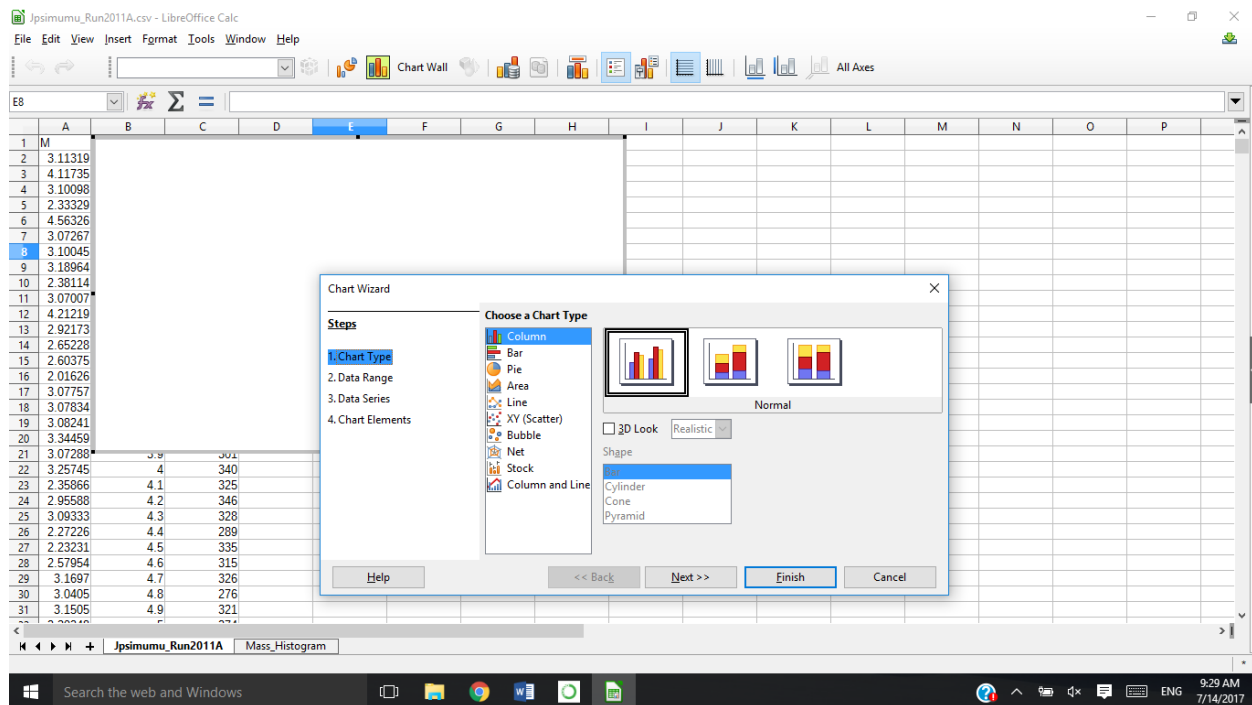 Jpsimumu_Run2011A.csv - LibreOffice Calc
File Edit View Insert Format Tools Window Help
Chart Wall All Axes
E8
A B C D E F G H I J K L M N O P
1 M
2 3.11319
3 4.11735
4 3.10098
5 2.33329
6 4.56326
7 3.07267
8 3.10045
9 3.18964
10 2.38114
11 3.07007
12 4.21219
13 2.92173
14 2.65228
15 2.60375
16 2.01626
17 3.07757
18 3.07834
19 3.08241
20 3.34459
21 3.07288 3.9 301
22 3.25745 4 340
23 2.35866 4.1 325
24 2.95588 4.2 346
25 3.09333 4.3 328
26 2.27226 4.4 289
27 2.23231 4.5 335
28 2.57954 4.6 315
29 3.1697 4.7 326
30 3.0405 4.8 276
31 3.1505 4.9 321
Chart Wizard
Steps
1. Chart Type
2. Data Range
3. Data Series
4. Chart Elements
Choose a Chart Type
Column
Bar
Pie
Area
Line
XY (Scatter)
Bubble
Net
Stock
Column and Line
Normal
3D Look Realistic
Shape
Cylinder
Cone
Pyramid
Help << Back Next >> Finish Cancel
Jpsimumu_Run2011A Mass_Histogram
Search the web and Windows
ENG
9:29 AM
7/14/2017